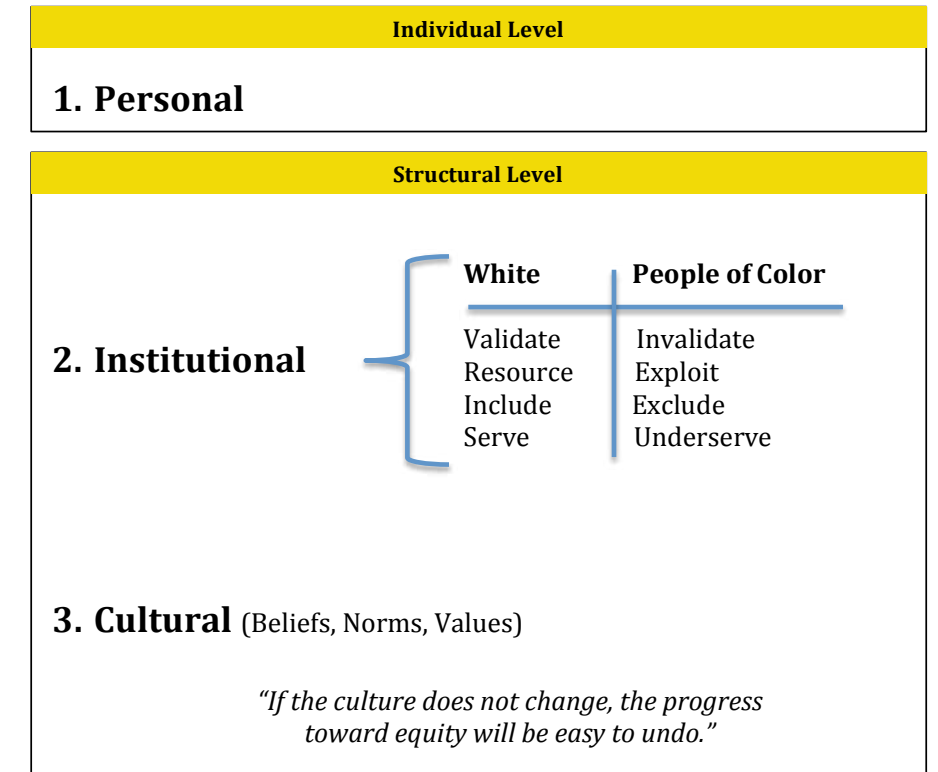 Individual Level
1. Personal
Structural Level
White People of Color
2. Institutional
Validate Invalidate
Resource Exploit
Include Exclude
Serve Underserve
3. Cultural (Beliefs, Norms, Values)
“If the culture does not change, the progress
toward equity will be easy to undo.”